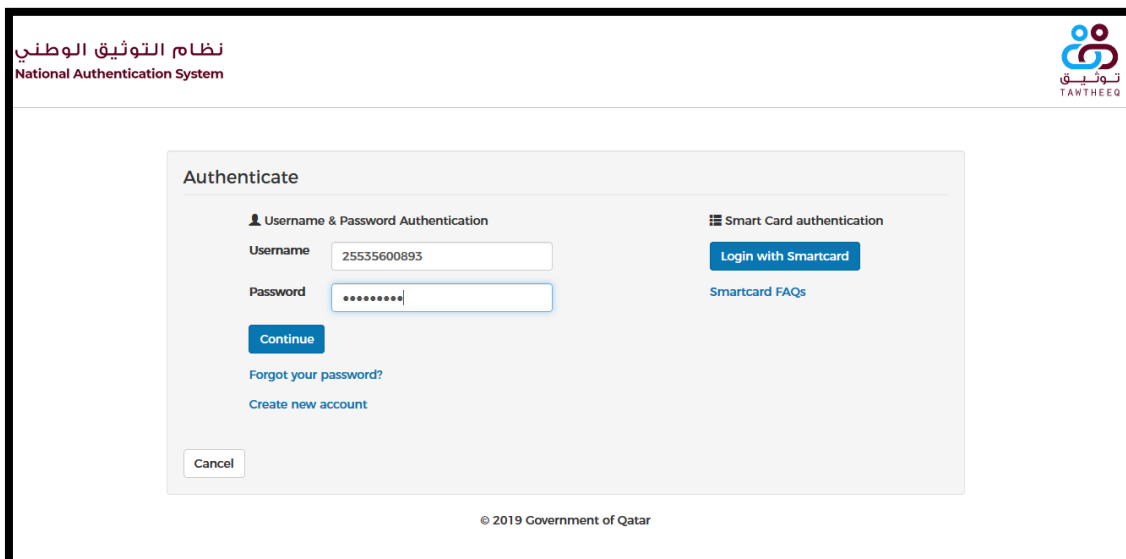 نظام التوثيق الوطني
National Authentication System
توثيق
TAWTHEEQ
Authenticate
Username & Password Authentication
Username
25535600893
Password
•••••••••
Continue
Forgot your password?
Create new account
Smart Card authentication
Login with Smartcard
Smartcard FAQs
Cancel
© 2019 Government of Qatar